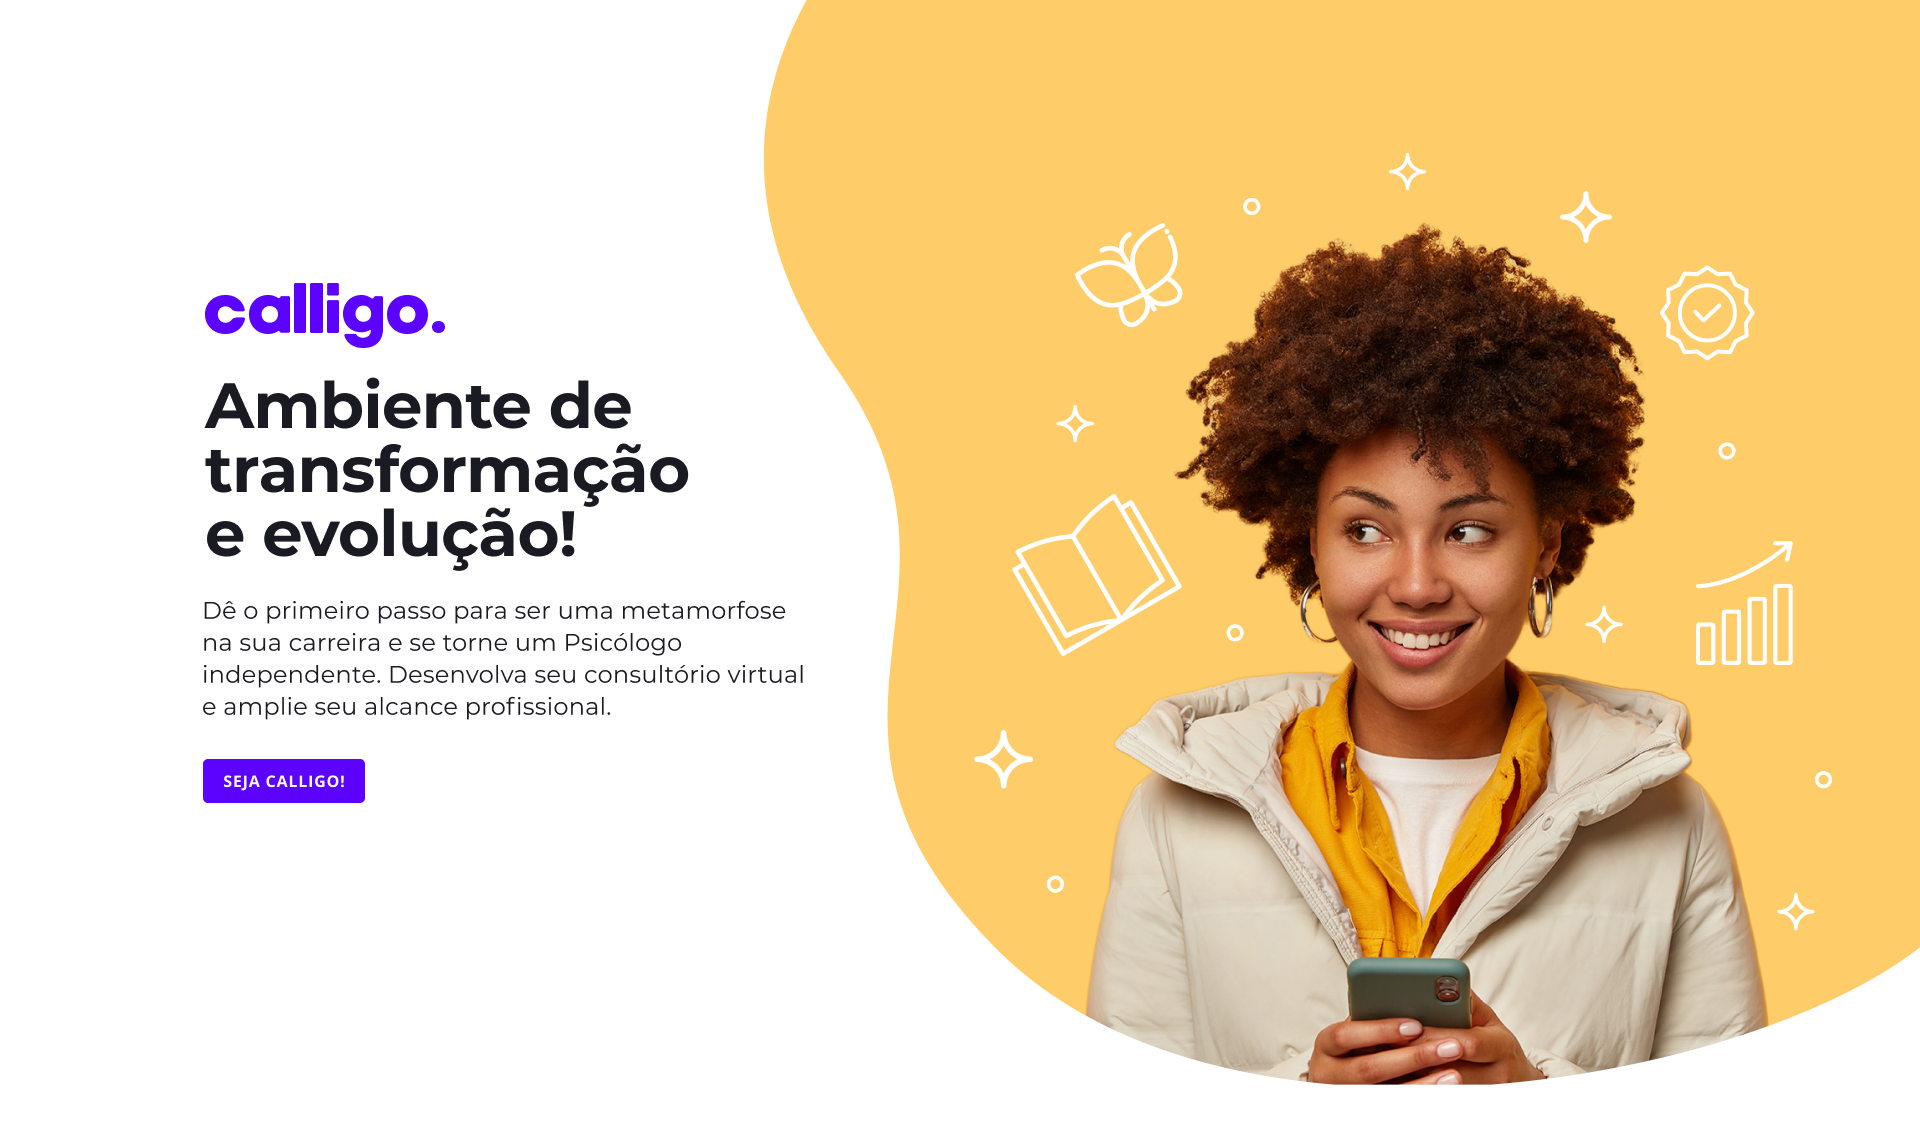 calligo.
Ambiente de
transformação
e evolução!
Dê o primeiro passo para ser uma metamorfose
na sua carreira e se torne um Psicólogo
independente. Desenvolva seu consultório virtual
e amplie seu alcance profissional.
SEJA CALLIGO!